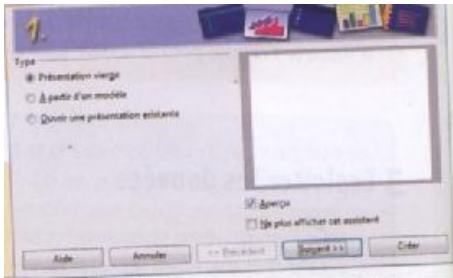 1.
Type
Présentation vierge
À partir d'un modèle
Ouvrir une présentation existante
Aperçu
Ne plus afficher cet assistant
Aide
Annuler
<< Précédent
Suivant >>
Créer